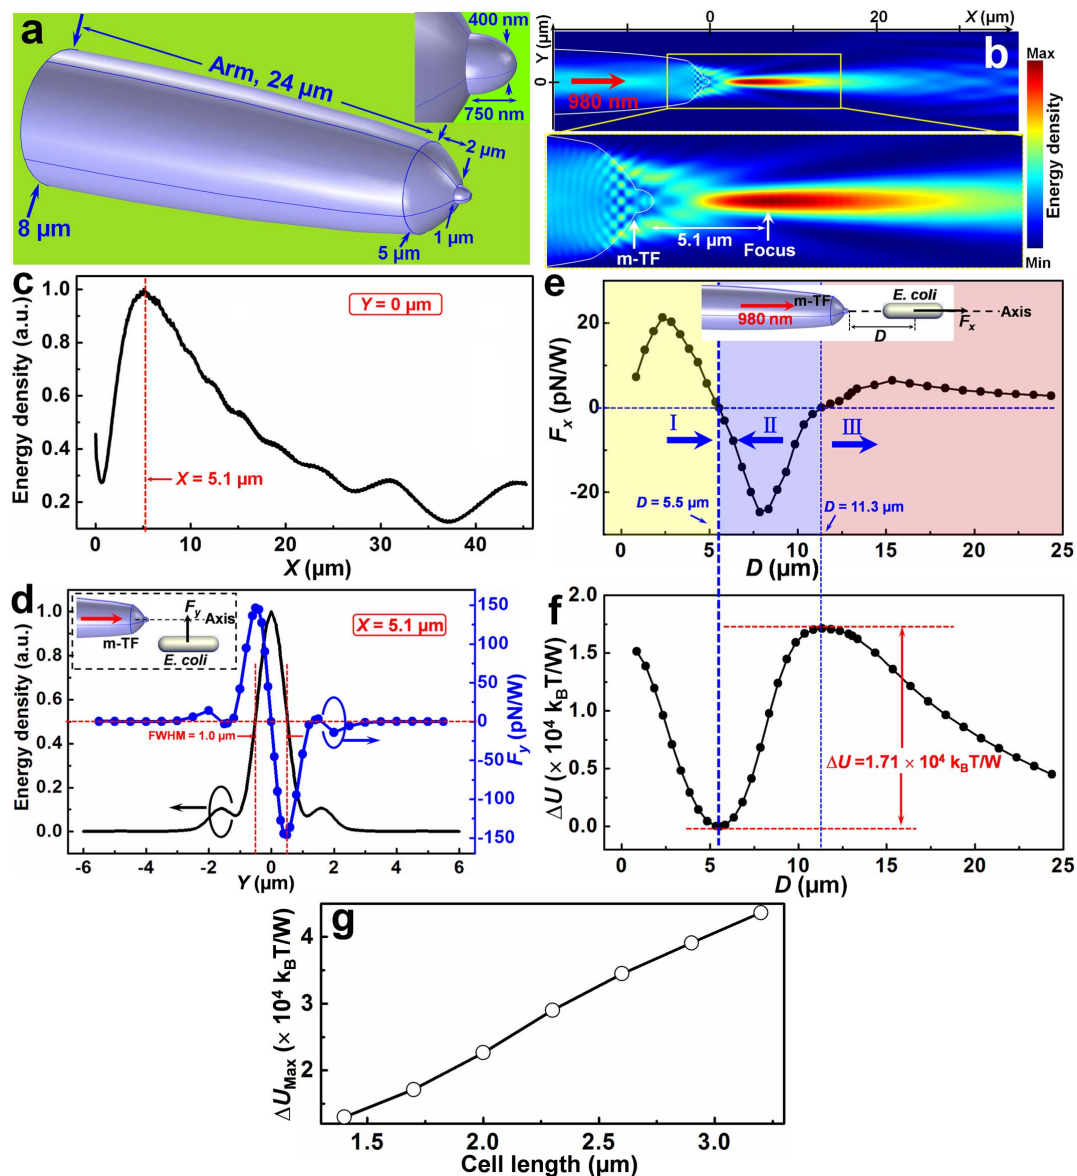 a
Arm, 24 µm
400 nm
750 nm
2 µm
8 µm
5 µm
1 µm
b
0
20
X (µm)
Y (µm)
0
980 nm
Max
Energy density
Min
m-TF
5.1 µm
Focus
c
Y = 0 µm
X = 5.1 µm
Energy density (a.u.)
1.0
0.8
0.6
0.4
0.2
0
10
20
30
40
X (µm)
d
F_y
Axis
m-TF
E. coli
X = 5.1 µm
FWHM = 1.0 µm
Energy density (a.u.)
1.0
0.8
0.6
0.4
0.2
0.0
-6
-4
-2
0
2
4
6
Y (µm)
150
100
50
0
-50
-100
-150
F_y (pN/W)
e
980 nm
m-TF
E. coli
F_x
Axis
D
I
II
III
D = 5.5 µm
D = 11.3 µm
F_x (pN/W)
20
0
-20
0
5
10
15
20
25
D (µm)
f
ΔU (× 10⁴ k_BT/W)
2.0
1.5
1.0
0.5
0.0
ΔU =1.71 × 10⁴ k_BT/W
0
5
10
15
20
25
D (µm)
g
ΔU_Max (× 10⁴ k_BT/W)
4
3
2
1.5
2.0
2.5
3.0
Cell length (µm)